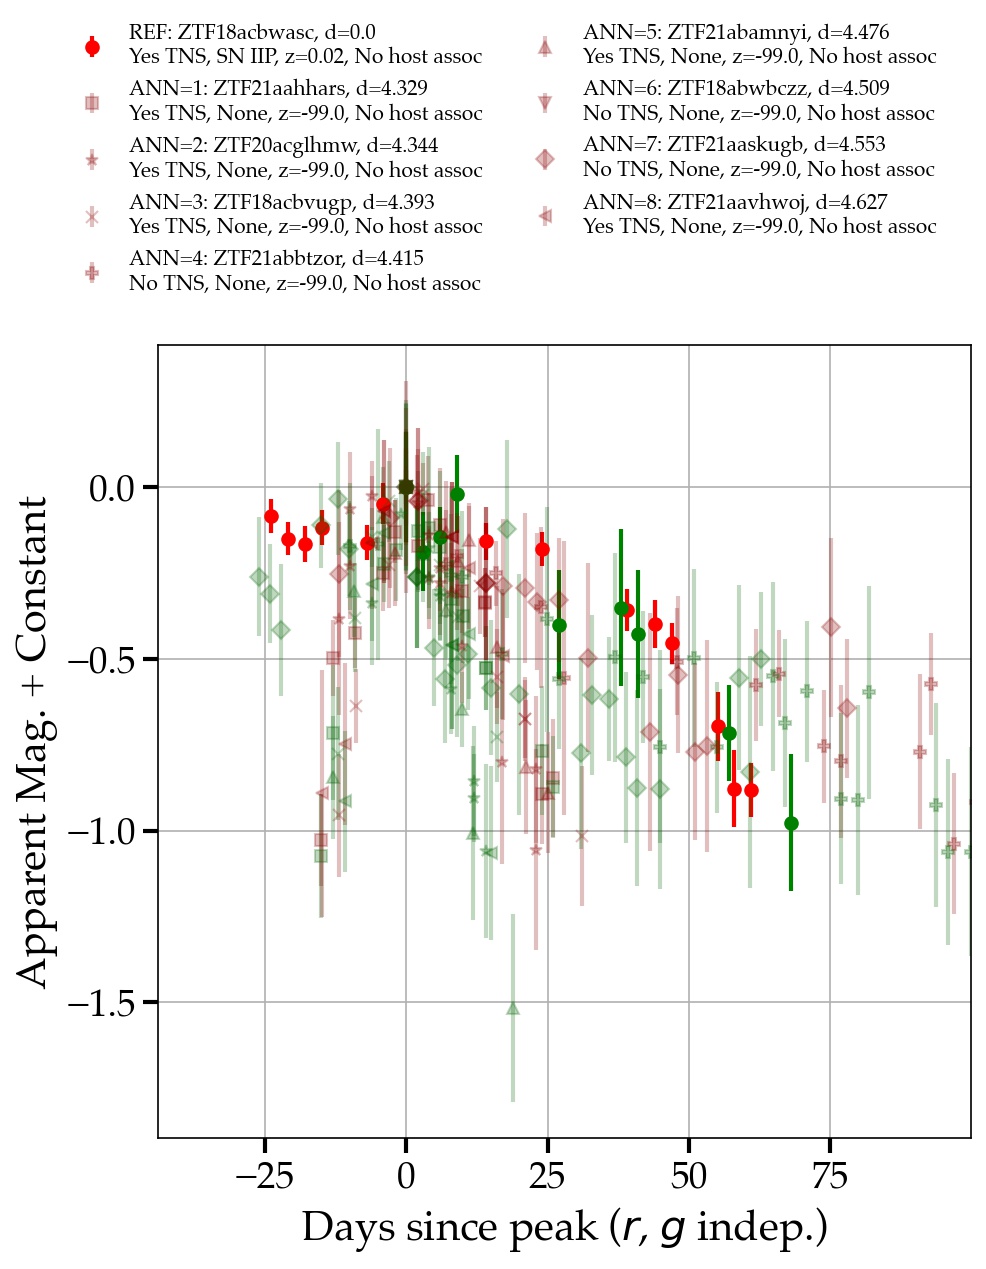 REF: ZTF18acbwasc, d=0.0
Yes TNS, SN IIP, z=0.02, No host assoc
ANN=1: ZTF21aahhars, d=4.329
Yes TNS, None, z=-99.0, No host assoc
ANN=2: ZTF20acglhmw, d=4.344
Yes TNS, None, z=-99.0, No host assoc
ANN=3: ZTF18acbvugp, d=4.393
Yes TNS, None, z=-99.0, No host assoc
ANN=4: ZTF21abbtzor, d=4.415
No TNS, None, z=-99.0, No host assoc
ANN=5: ZTF21abamnyi, d=4.476
Yes TNS, None, z=-99.0, No host assoc
ANN=6: ZTF18abwbczz, d=4.509
No TNS, None, z=-99.0, No host assoc
ANN=7: ZTF21aaskugb, d=4.553
No TNS, None, z=-99.0, No host assoc
ANN=8: ZTF21aavhwoj, d=4.627
Yes TNS, None, z=-99.0, No host assoc
Apparent Mag. + Constant
0.0
−0.5
−1.0
−1.5
−25
0
25
50
75
Days since peak (r, g indep.)